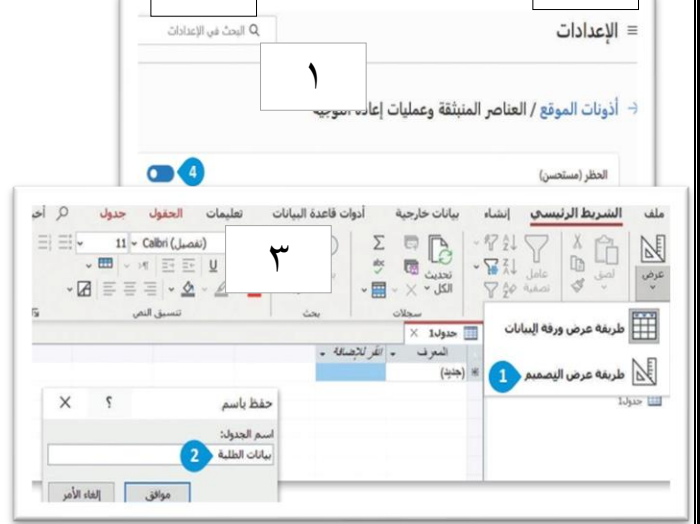 ≡ الإعدادات
البحث في الإعدادات
١
أذونات الموقع / العناصر المنبثقة وعمليات إعادة التوجيه
الحظر (مستحسن)
4
ملف الشريط الرئيسي إنشاء بيانات خارجية أدوات قاعدة البيانات تعليمات الحقول جدول أخبر
عرض لصق عامل تصفية تحديث الكل
Calibri (تفصيل) 11
٣
سجلات بحث تنسيق النص
طريقة عرض ورقة البيانات
طريقة عرض التصميم 1
جدول1
جدول1 ×
المعرف انقر للإضافة
(جديد)
حفظ باسم ? ×
اسم الجدول:
بيانات الطلبة 2
موافق إلغاء الأمر